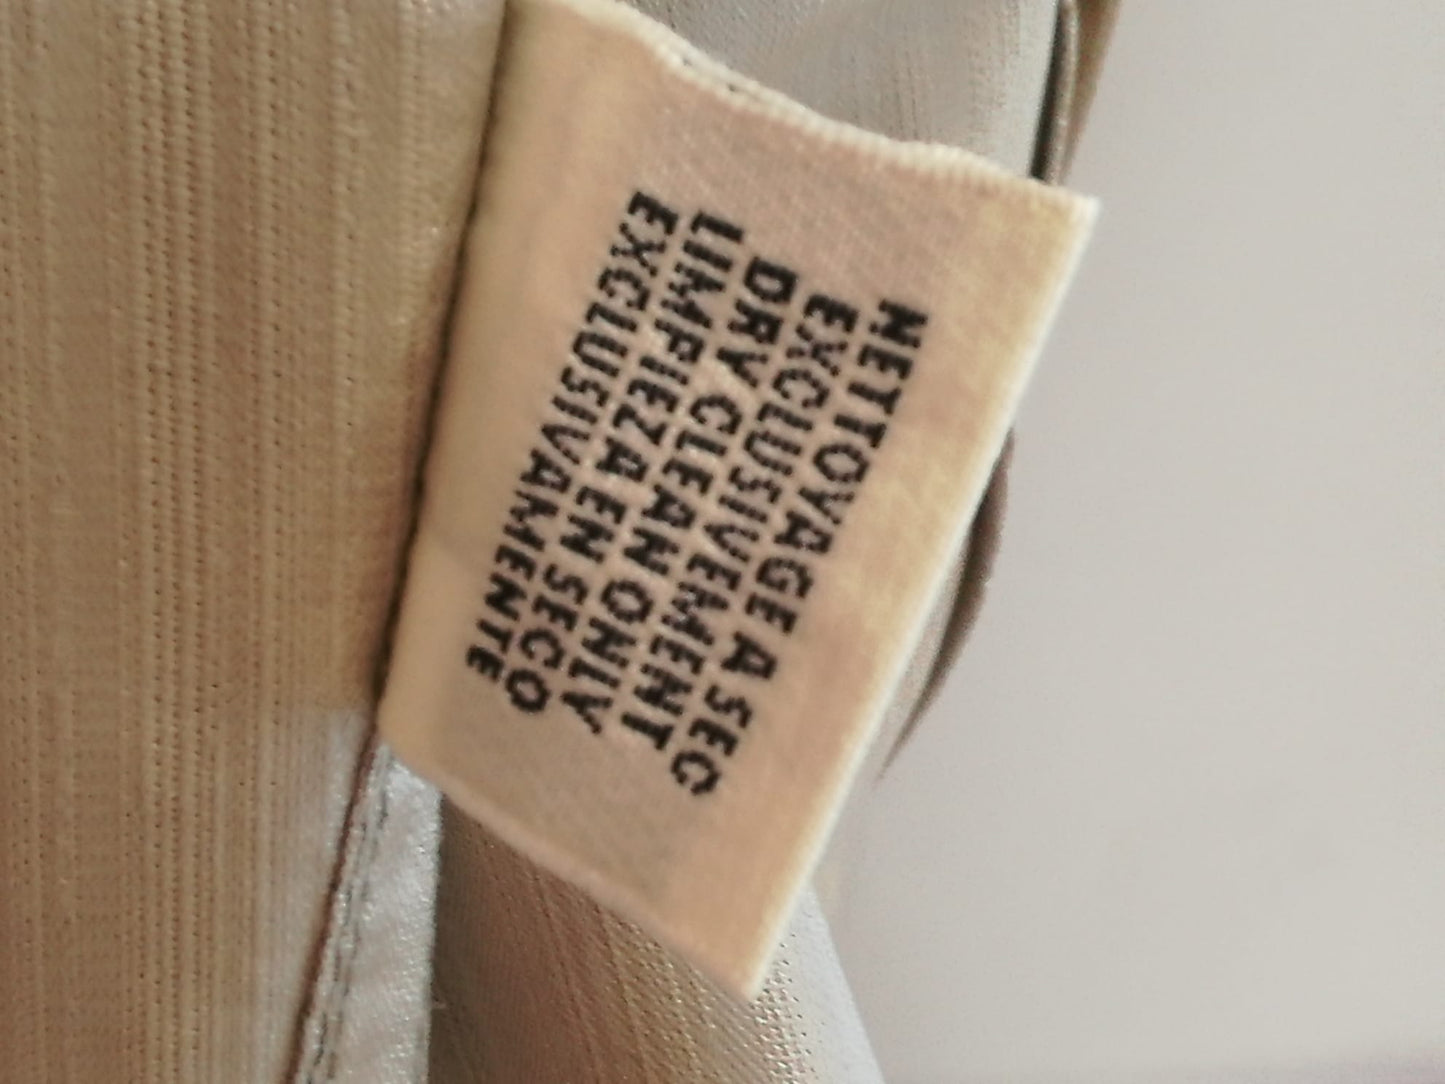 NETTOYAGE A SEC
EXCLUSIVEMENT
DRY CLEAN ONLY
LIMPIEZA EN SECO
EXCLUSIVAMENTE